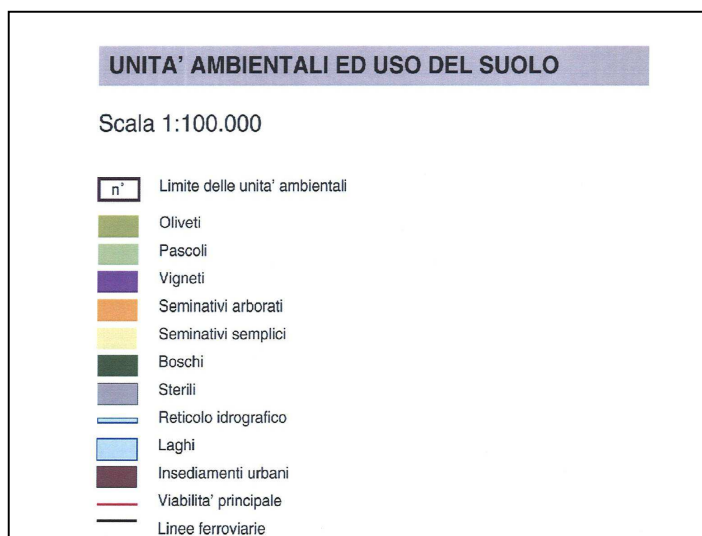 UNITA' AMBIENTALI ED USO DEL SUOLO
Scala 1:100.000
n° Limite delle unita' ambientali
Oliveti
Pascoli
Vigneti
Seminativi arborati
Seminativi semplici
Boschi
Sterili
Reticolo idrografico
Laghi
Insediamenti urbani
Viabilita' principale
Linee ferroviarie